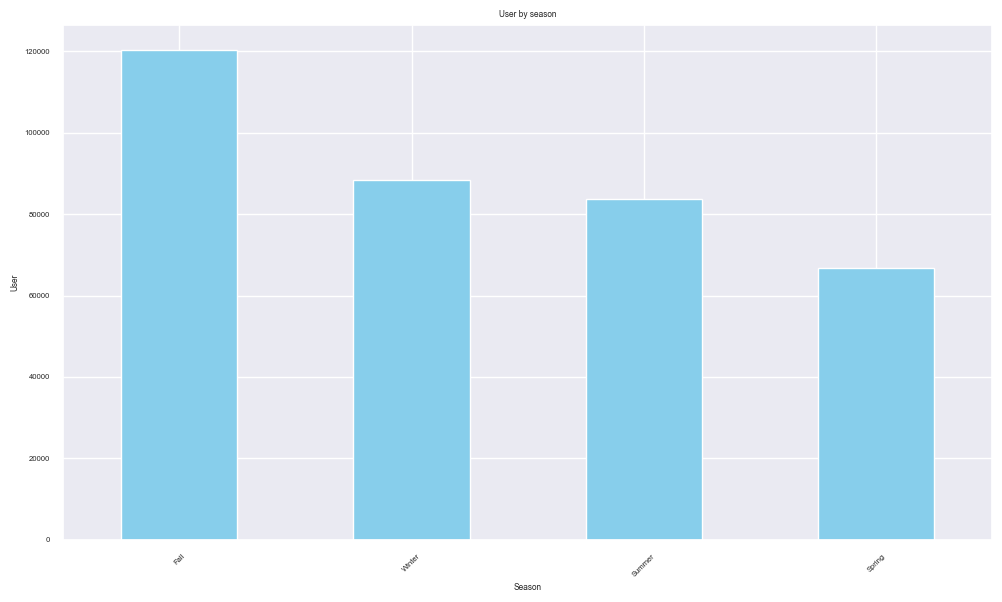 User by season
120000
100000
80000
60000
40000
20000
0
User
Fall
Winter
Summer
Spring
Season